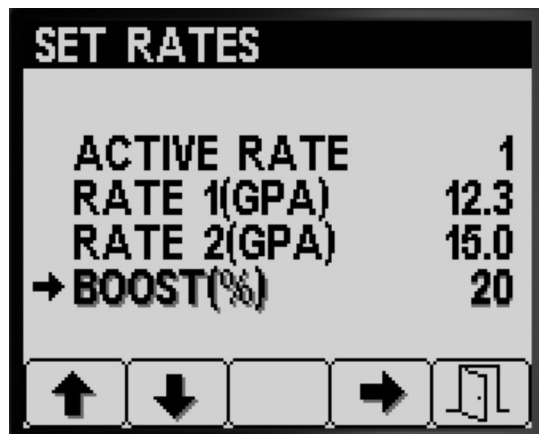 SET RATES
ACTIVE RATE 1
RATE 1(GPA) 12.3
RATE 2(GPA) 15.0
BOOST(%) 20